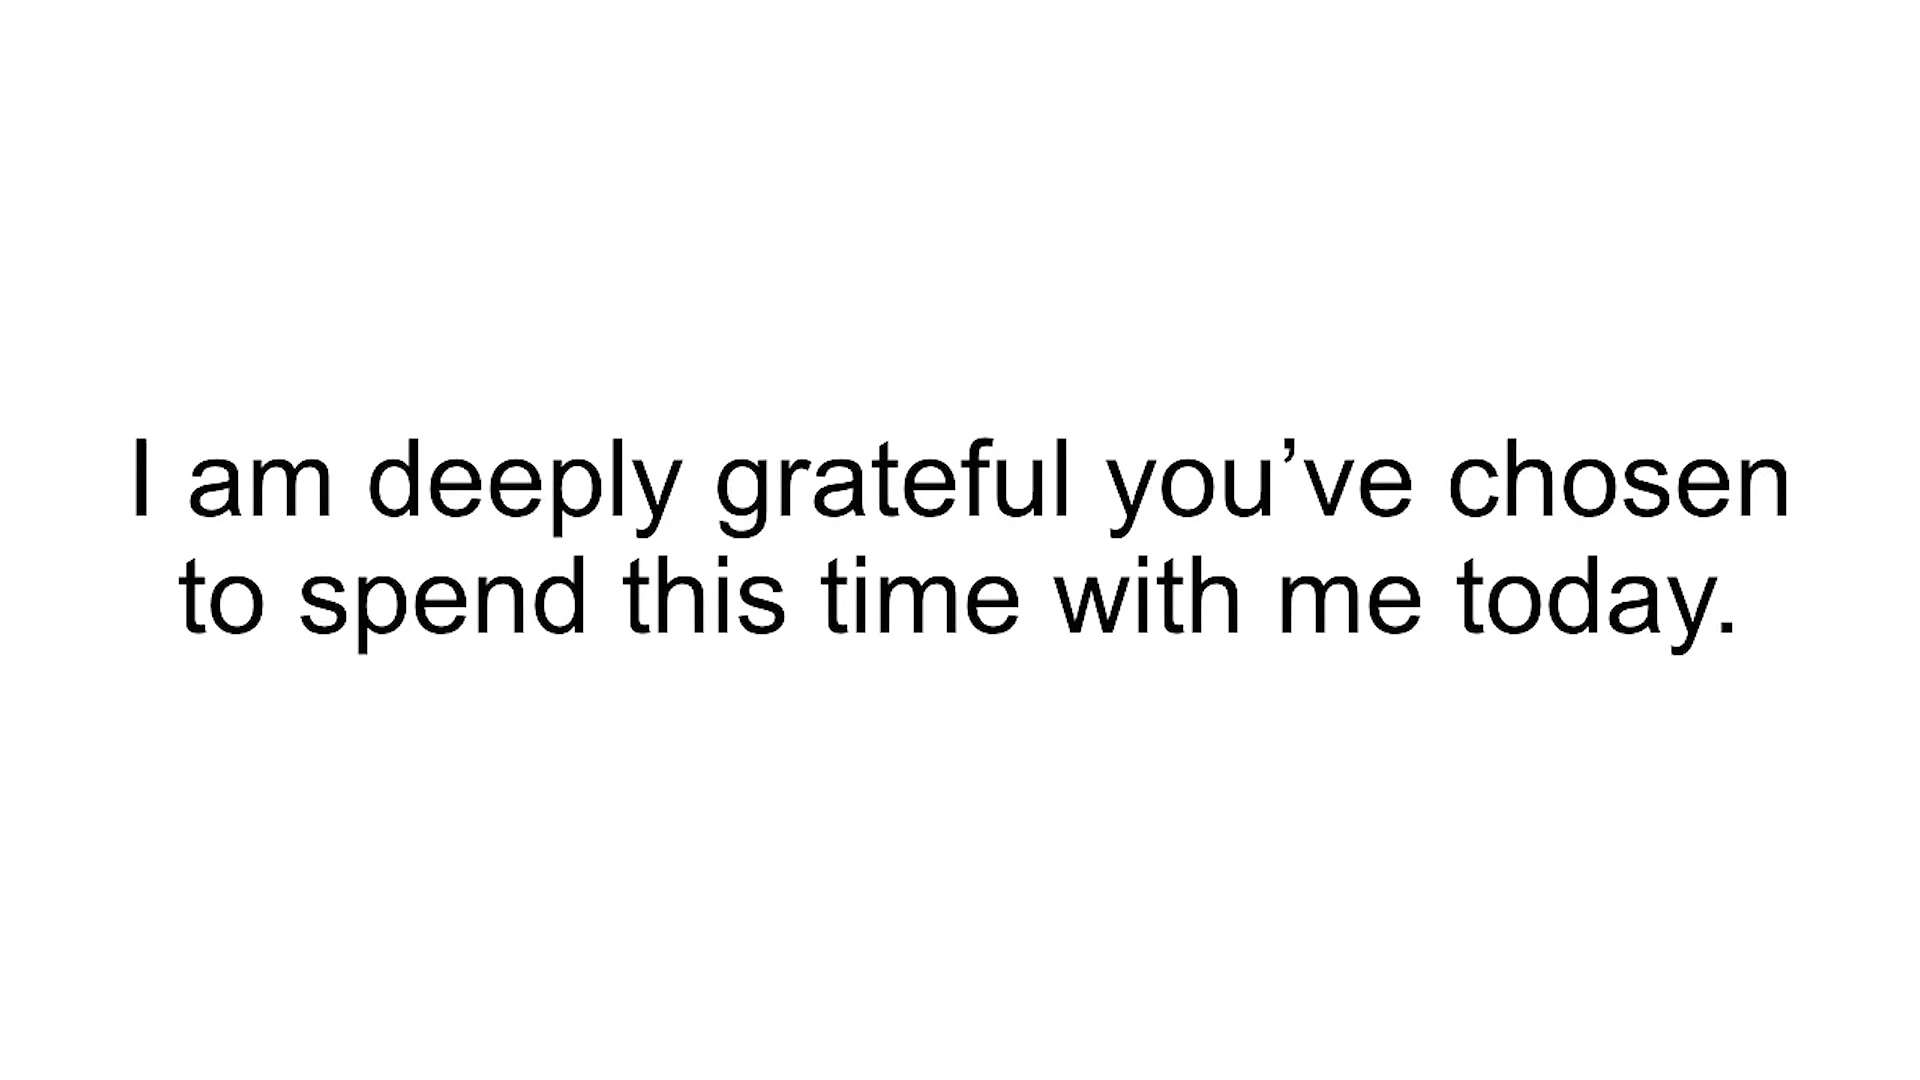 I am deeply grateful you’ve chosen
to spend this time with me today.